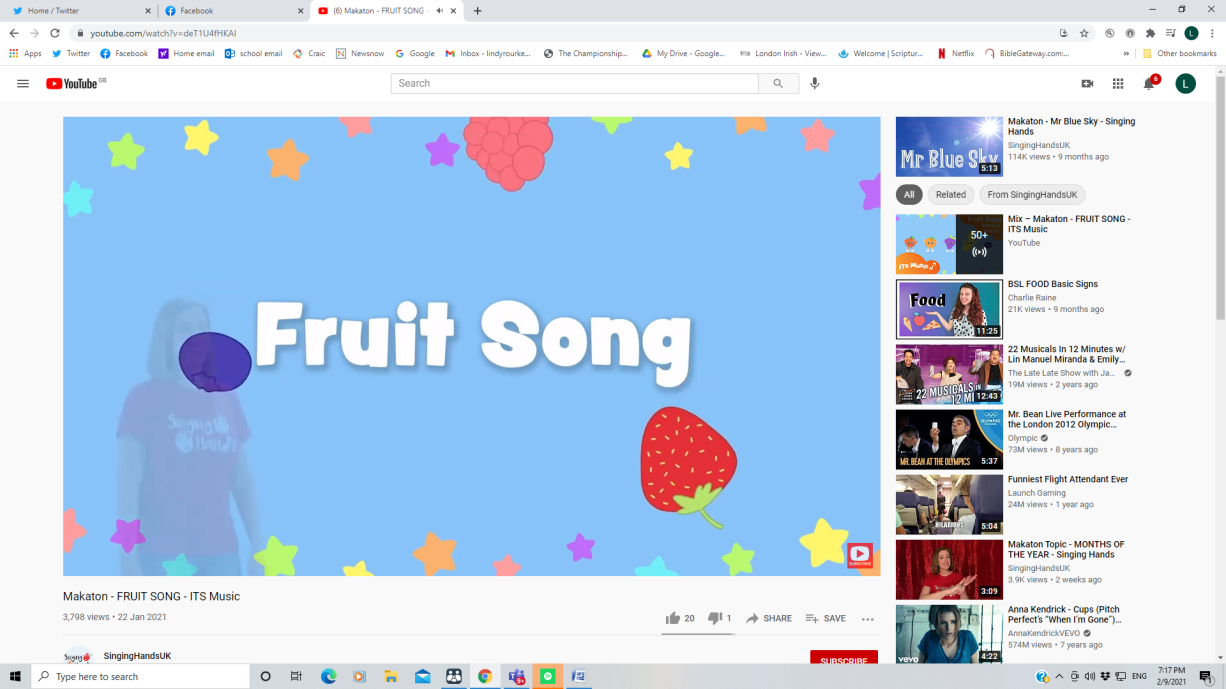 Home / Twitter
Facebook
(6) Makaton - FRUIT SONG -
youtube.com/watch?v=deT1U4fHKAI
Apps
Twitter
Facebook
Home email
school email
Craic
Newsnow
Google
Inbox - lindyrourke...
The Championship...
My Drive - Google...
London Irish - View...
Welcome | Scriptur...
Netflix
BibleGateway.com:...
»
Other bookmarks
YouTube GB
Search
6
L
Fruit Song
Singing Hands
SUBSCRIBE
Makaton - FRUIT SONG - ITS Music
3,798 views • 22 Jan 2021
20
1
SHARE
SAVE
SingingHandsUK
SUBSCRIBE
Mr Blue Sky
5:13
Makaton - Mr Blue Sky - Singing
Hands
SingingHandsUK
114K views • 9 months ago
All
Related
From SingingHandsUK
50+
ITS Music
Mix – Makaton - FRUIT SONG -
ITS Music
YouTube
Food
11:25
BSL FOOD Basic Signs
Charlie Raine
21K views • 9 months ago
22 MUSICALS IN
12 MI
12:43
22 Musicals In 12 Minutes w/
Lin Manuel Miranda & Emily...
The Late Late Show with Ja...
19M views • 2 years ago
MR. BEAN AT THE OLYMPICS
5:37
Mr. Bean Live Performance at
the London 2012 Olympic...
Olympic
73M views • 8 years ago
HILARIOUS
5:04
Funniest Flight Attendant Ever
Launch Gaming
24M views • 1 year ago
3:09
Makaton Topic - MONTHS OF
THE YEAR - Singing Hands
SingingHandsUK
3.9K views • 2 weeks ago
vevo
4:22
Anna Kendrick - Cups (Pitch
Perfect's "When I'm Gone")...
AnnaKendrickVEVO
574M views • 7 years ago
Type here to search
9+
ENG
7:17 PM
2/9/2021